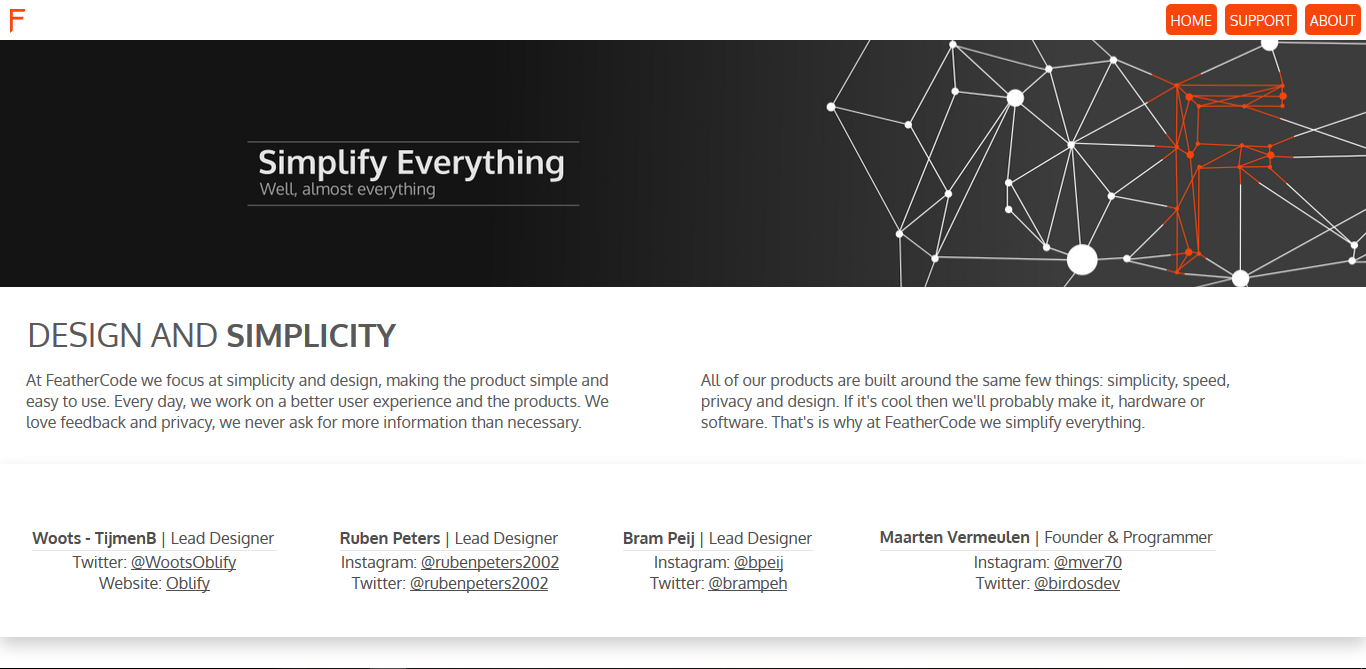 F
HOME SUPPORT ABOUT
Simplify Everything
Well, almost everything
DESIGN AND SIMPLICITY
At FeatherCode we focus at simplicity and design, making the product simple and
easy to use. Every day, we work on a better user experience and the products. We
love feedback and privacy, we never ask for more information than necessary.
All of our products are built around the same few things: simplicity, speed,
privacy and design. If it's cool then we'll probably make it, hardware or
software. That's is why at FeatherCode we simplify everything.
Woots - TijmenB | Lead Designer
Twitter: @WootsOblify
Website: Oblify
Ruben Peters | Lead Designer
Instagram: @rubenpeters2002
Twitter: @rubenpeters2002
Bram Peij | Lead Designer
Instagram: @bpeij
Twitter: @brampeh
Maarten Vermeulen | Founder & Programmer
Instagram: @mver70
Twitter: @birdosdev